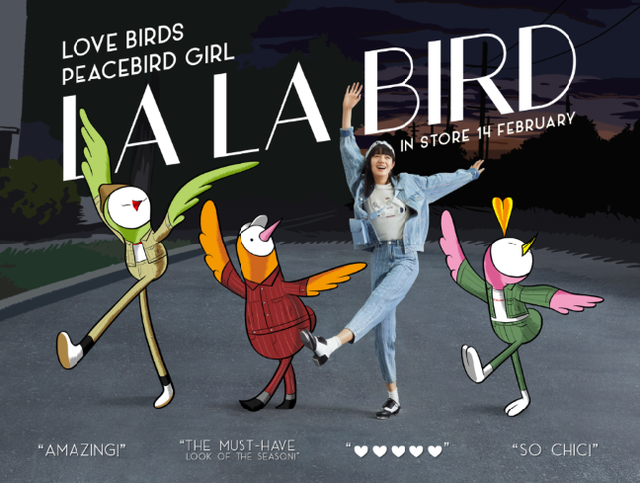 LOVE BIRDS
PEACEBIRD GIRL
LA LA BIRD
IN STORE 14 FEBRUARY
"AMAZING!"
"THE MUST-HAVE
LOOK OF THE SEASON!"
"♥♥♥♥♥"
"SO CHIC!"